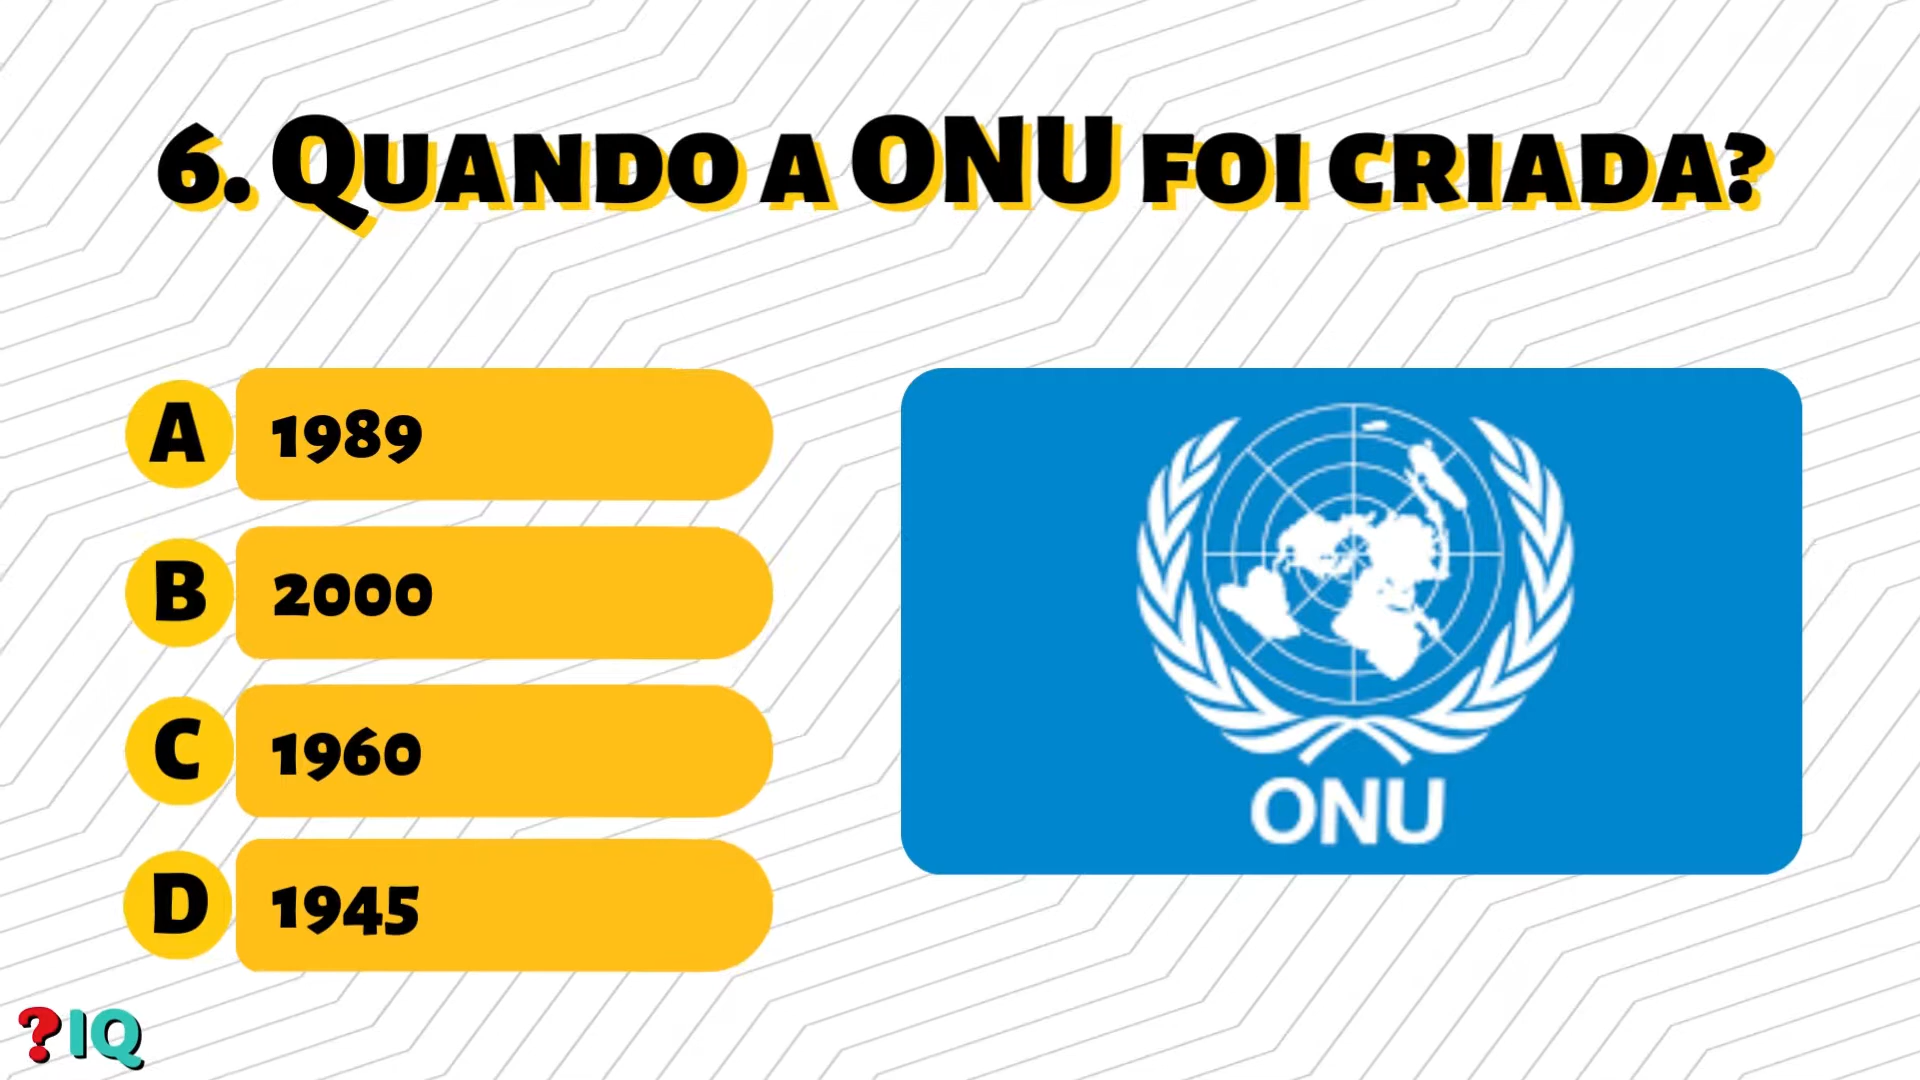 6. QUANDO A ONU FOI CRIADA?
A 1989
B 2000
C 1960
D 1945
ONU
?IQ